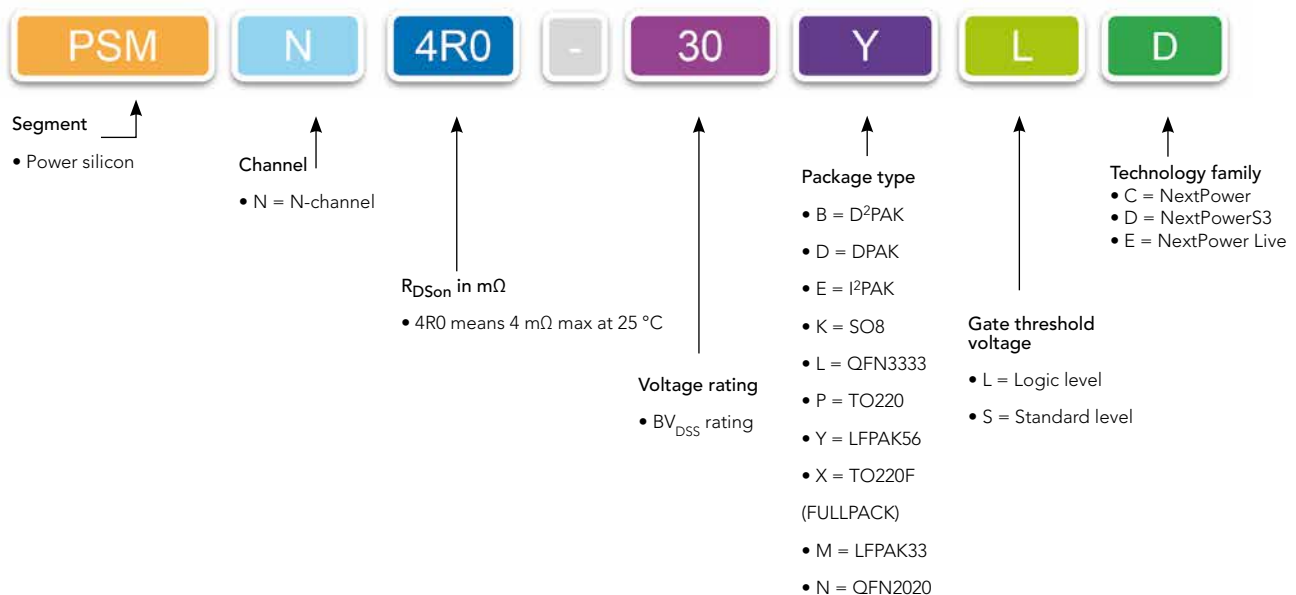 PSM N 4R0 - 30 Y L D
Segment
• Power silicon
Channel
• N = N-channel
R_DSon in mΩ
• 4R0 means 4 mΩ max at 25 °C
Voltage rating
• BV_DSS rating
Package type
• B = D²PAK
• D = DPAK
• E = I²PAK
• K = SO8
• L = QFN3333
• P = TO220
• Y = LFPAK56
• X = TO220F
(FULLPACK)
• M = LFPAK33
• N = QFN2020
Gate threshold
voltage
• L = Logic level
• S = Standard level
Technology family
• C = NextPower
• D = NextPowerS3
• E = NextPower Live